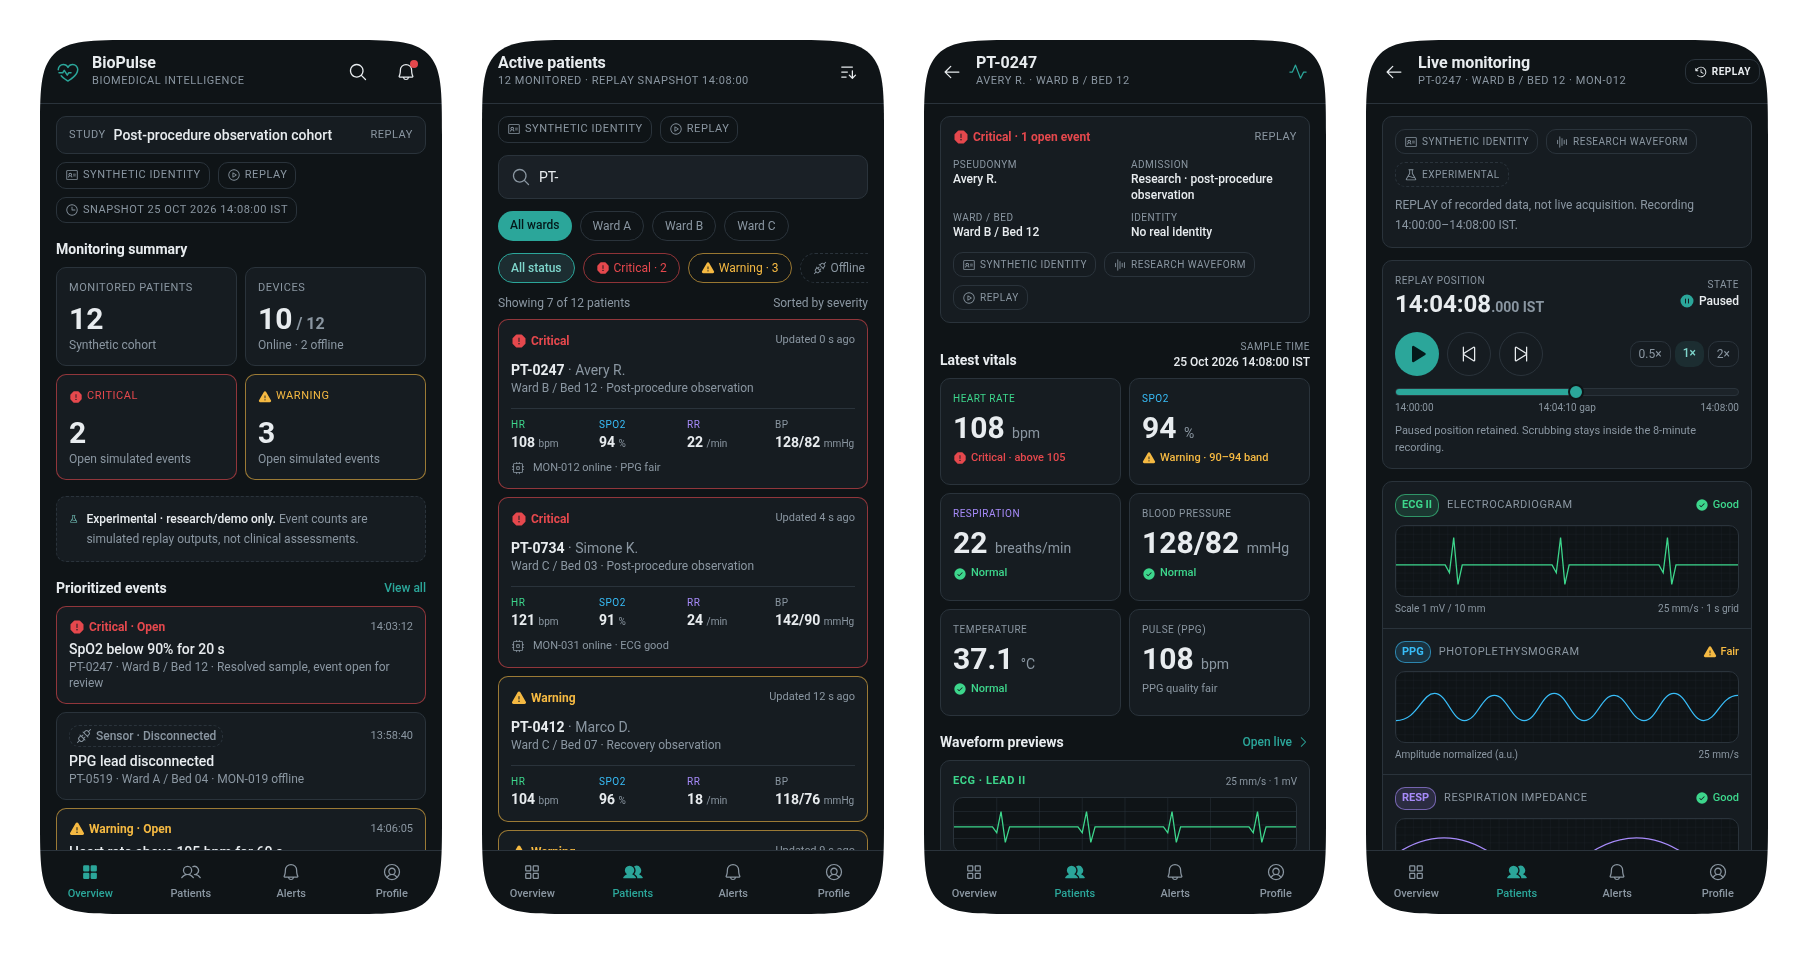 BioPulse
BIOMEDICAL INTELLIGENCE
STUDY Post-procedure observation cohort REPLAY
SYNTHETIC IDENTITY REPLAY
SNAPSHOT 25 OCT 2026 14:08:00 IST
Monitoring summary
MONITORED PATIENTS
12
Synthetic cohort
DEVICES
10 / 12
Online · 2 offline
CRITICAL
2
Open simulated events
WARNING
3
Open simulated events
Experimental · research/demo only. Event counts are
simulated replay outputs, not clinical assessments.
Prioritized events View all
Critical · Open 14:03:12
SpO2 below 90% for 20 s
PT-0247 · Ward B / Bed 12 · Resolved sample, event open for
review
Sensor · Disconnected 13:58:40
PPG lead disconnected
PT-0519 · Ward A / Bed 04 · MON-019 offline
Warning · Open 14:06:05
Overview Patients Alerts Profile
Active patients
12 MONITORED · REPLAY SNAPSHOT 14:08:00
SYNTHETIC IDENTITY REPLAY
PT-
All wards Ward A Ward B Ward C
All status Critical · 2 Warning · 3 Offline
Showing 7 of 12 patients Sorted by severity
Critical Updated 0 s ago
PT-0247 · Avery R.
Ward B / Bed 12 · Post-procedure observation
HR SPO2 RR BP
108 bpm 94 % 22 /min 128/82 mmHg
MON-012 online · PPG fair
Critical Updated 4 s ago
PT-0734 · Simone K.
Ward C / Bed 03 · Post-procedure observation
HR SPO2 RR BP
121 bpm 91 % 24 /min 142/90 mmHg
MON-031 online · ECG good
Warning Updated 12 s ago
PT-0412 · Marco D.
Ward C / Bed 07 · Recovery observation
HR SPO2 RR BP
104 bpm 96 % 18 /min 118/76 mmHg
Overview Patients Alerts Profile
PT-0247
AVERY R. · WARD B / BED 12
Critical · 1 open event REPLAY
PSEUDONYM
Avery R.
ADMISSION
Research · post-procedure
observation
WARD / BED
Ward B / Bed 12
IDENTITY
No real identity
SYNTHETIC IDENTITY RESEARCH WAVEFORM
REPLAY
Latest vitals
SAMPLE TIME
25 Oct 2026 14:08:00 IST
HEART RATE
108 bpm
Critical · above 105
SPO2
94 %
Warning · 90–94 band
RESPIRATION
22 breaths/min
Normal
BLOOD PRESSURE
128/82 mmHg
Normal
TEMPERATURE
37.1 °C
Normal
PULSE (PPG)
108 bpm
PPG quality fair
Waveform previews Open live
ECG · LEAD II 25 mm/s · 1 mV
Overview Patients Alerts Profile
Live monitoring
PT-0247 · WARD B / BED 12 · MON-012
REPLAY
SYNTHETIC IDENTITY RESEARCH WAVEFORM
EXPERIMENTAL
REPLAY of recorded data, not live acquisition. Recording
14:00:00–14:08:00 IST.
REPLAY POSITION
14:04:08.000 IST
STATE
Paused
0.5× 1× 2×
14:00:00 14:04:10 gap 14:08:00
Paused position retained. Scrubbing stays inside the 8-minute
recording.
ECG II ELECTROCARDIOGRAM Good
Scale 1 mV / 10 mm 25 mm/s · 1 s grid
PPG PHOTOPLETHYSMOGRAM Fair
Amplitude normalized (a.u.) 25 mm/s
RESP RESPIRATION IMPEDANCE Good
Overview Patients Alerts Profile